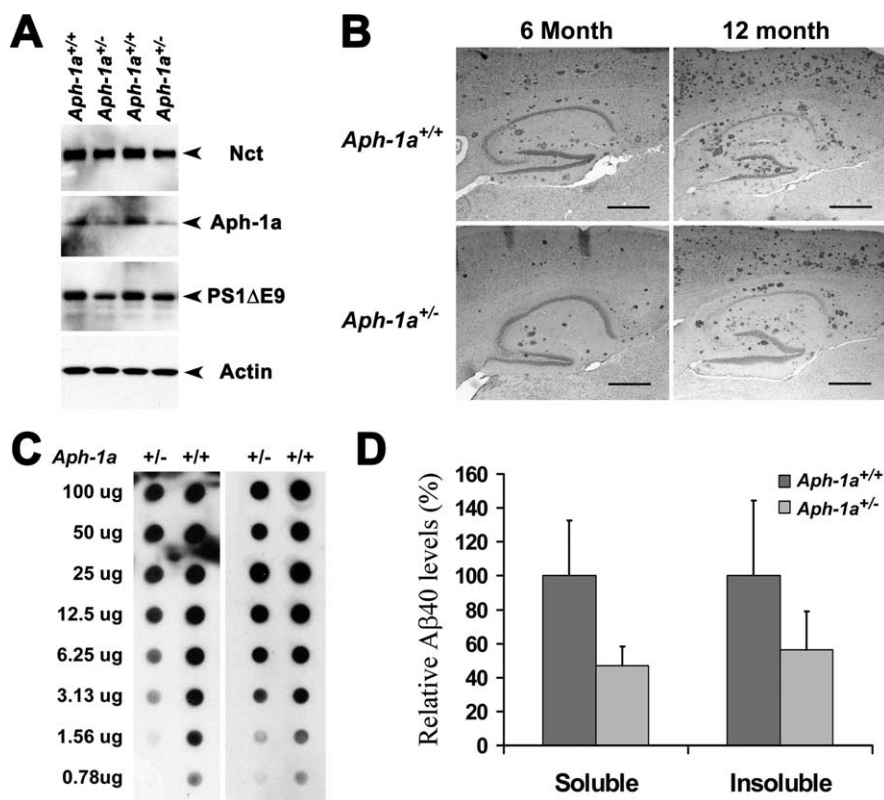 A
Aph-1a+/+
Aph-1a+/-
Aph-1a+/+
Aph-1a+/-
Nct
Aph-1a
PS1ΔE9
Actin
B
6 Month
12 month
Aph-1a+/+
Aph-1a+/-
C
Aph-1a +/- +/+ +/- +/+
100 ug
50 ug
25 ug
12.5 ug
6.25 ug
3.13 ug
1.56 ug
0.78ug
D
Relative Aβ40 levels (%)
160
140
120
100
80
60
40
20
0
Aph-1a+/+
Aph-1a+/-
Soluble
Insoluble